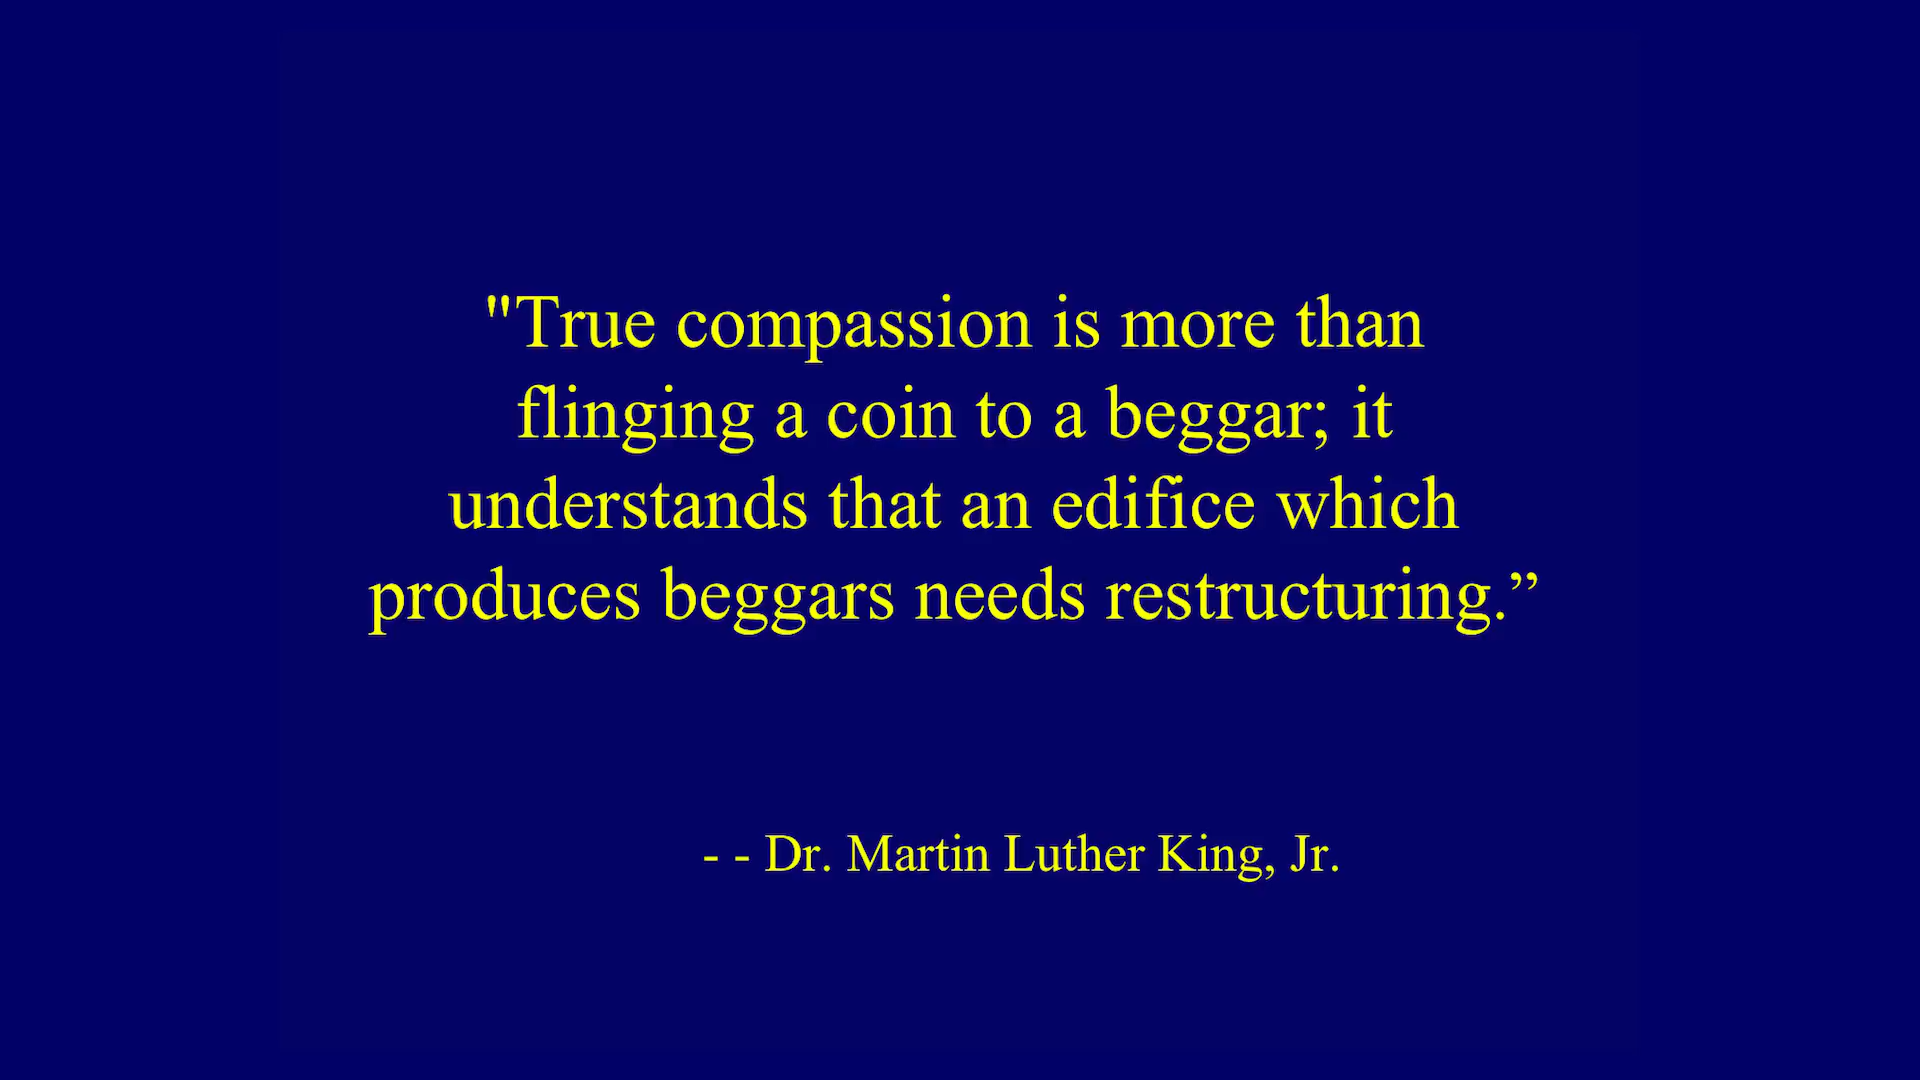 "True compassion is more than
flinging a coin to a beggar; it
understands that an edifice which
produces beggars needs restructuring.”
- - Dr. Martin Luther King, Jr.